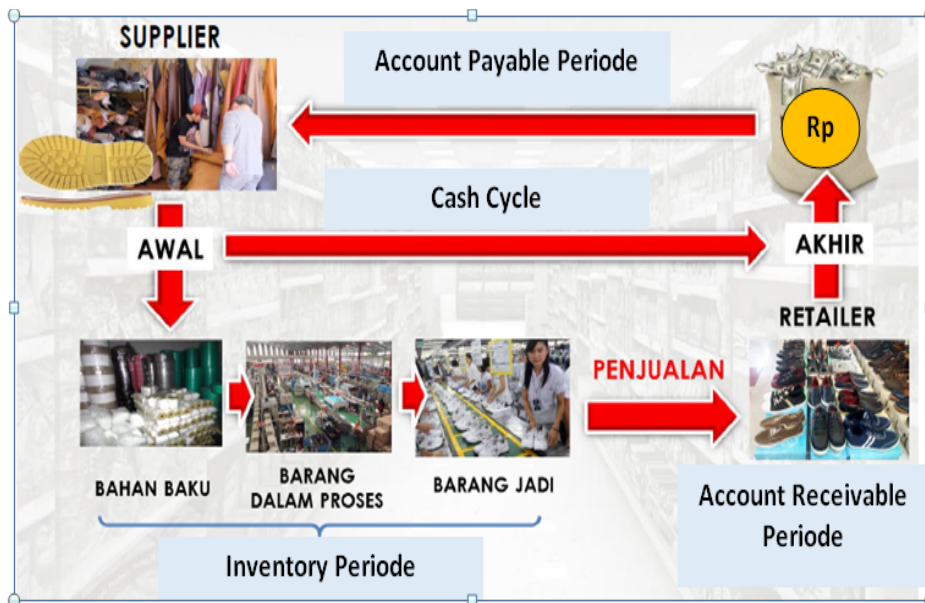 SUPPLIER
Account Payable Periode
Rp
Cash Cycle
AWAL
AKHIR
RETAILER
PENJUALAN
BAHAN BAKU
BARANG
DALAM PROSES
BARANG JADI
Account Receivable
Periode
Inventory Periode